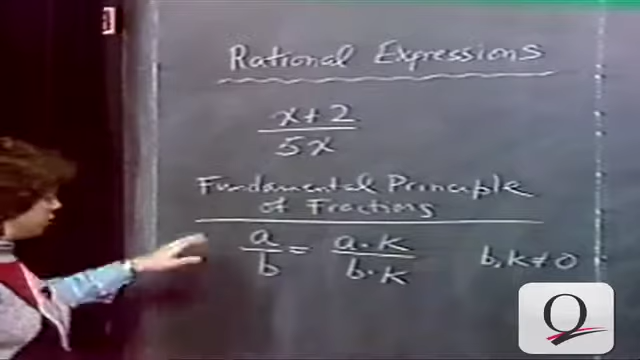 Rational Expressions
x+2
5x
Fundamental Principle
of Fractions
a/b = a·k/b·k   b,k≠0
Q